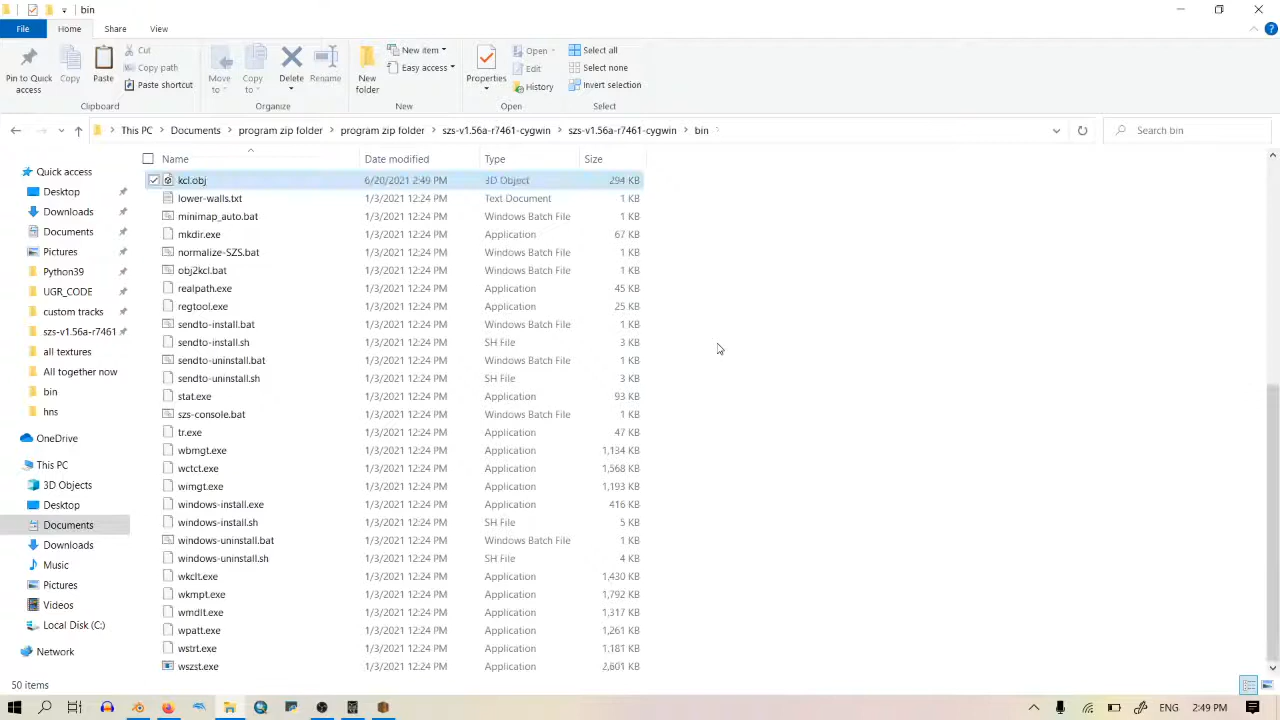 bin
File Home Share View
Pin to Quick access
Copy
Paste
Cut
Copy path
Paste shortcut
Clipboard
Move to
Copy to
Delete
Rename
Organize
New folder
New item
Easy access
New
Properties
Open
Edit
History
Open
Select all
Select none
Invert selection
Select
This PC > Documents > program zip folder > program zip folder > szs-v1.56a-r7461-cygwin > szs-v1.56a-r7461-cygwin > bin
Search bin
Quick access
Desktop
Downloads
Documents
Pictures
Python39
UGR_CODE
custom tracks
szs-v1.56a-r7461
all textures
All together now
bin
hns
OneDrive
This PC
3D Objects
Desktop
Documents
Downloads
Music
Pictures
Videos
Local Disk (C:)
Network
Name Date modified Type Size
kcl.obj 6/20/2021 2:49 PM 3D Object 294 KB
lower-walls.txt 1/3/2021 12:24 PM Text Document 1 KB
minimap_auto.bat 1/3/2021 12:24 PM Windows Batch File 1 KB
mkdir.exe 1/3/2021 12:24 PM Application 67 KB
normalize-SZS.bat 1/3/2021 12:24 PM Windows Batch File 1 KB
obj2kcl.bat 1/3/2021 12:24 PM Windows Batch File 1 KB
realpath.exe 1/3/2021 12:24 PM Application 45 KB
regtool.exe 1/3/2021 12:24 PM Application 25 KB
sendto-install.bat 1/3/2021 12:24 PM Windows Batch File 1 KB
sendto-install.sh 1/3/2021 12:24 PM SH File 3 KB
sendto-uninstall.bat 1/3/2021 12:24 PM Windows Batch File 1 KB
sendto-uninstall.sh 1/3/2021 12:24 PM SH File 3 KB
stat.exe 1/3/2021 12:24 PM Application 93 KB
szs-console.bat 1/3/2021 12:24 PM Windows Batch File 1 KB
tr.exe 1/3/2021 12:24 PM Application 47 KB
wbmgt.exe 1/3/2021 12:24 PM Application 1,134 KB
wctct.exe 1/3/2021 12:24 PM Application 1,568 KB
wimgt.exe 1/3/2021 12:24 PM Application 1,193 KB
windows-install.exe 1/3/2021 12:24 PM Application 416 KB
windows-install.sh 1/3/2021 12:24 PM SH File 5 KB
windows-uninstall.bat 1/3/2021 12:24 PM Windows Batch File 1 KB
windows-uninstall.sh 1/3/2021 12:24 PM SH File 4 KB
wkclt.exe 1/3/2021 12:24 PM Application 1,430 KB
wkmpt.exe 1/3/2021 12:24 PM Application 1,792 KB
wmdlt.exe 1/3/2021 12:24 PM Application 1,317 KB
wpatt.exe 1/3/2021 12:24 PM Application 1,261 KB
wstrt.exe 1/3/2021 12:24 PM Application 1,181 KB
wszst.exe 1/3/2021 12:24 PM Application 2,601 KB
50 items
ENG 2:49 PM